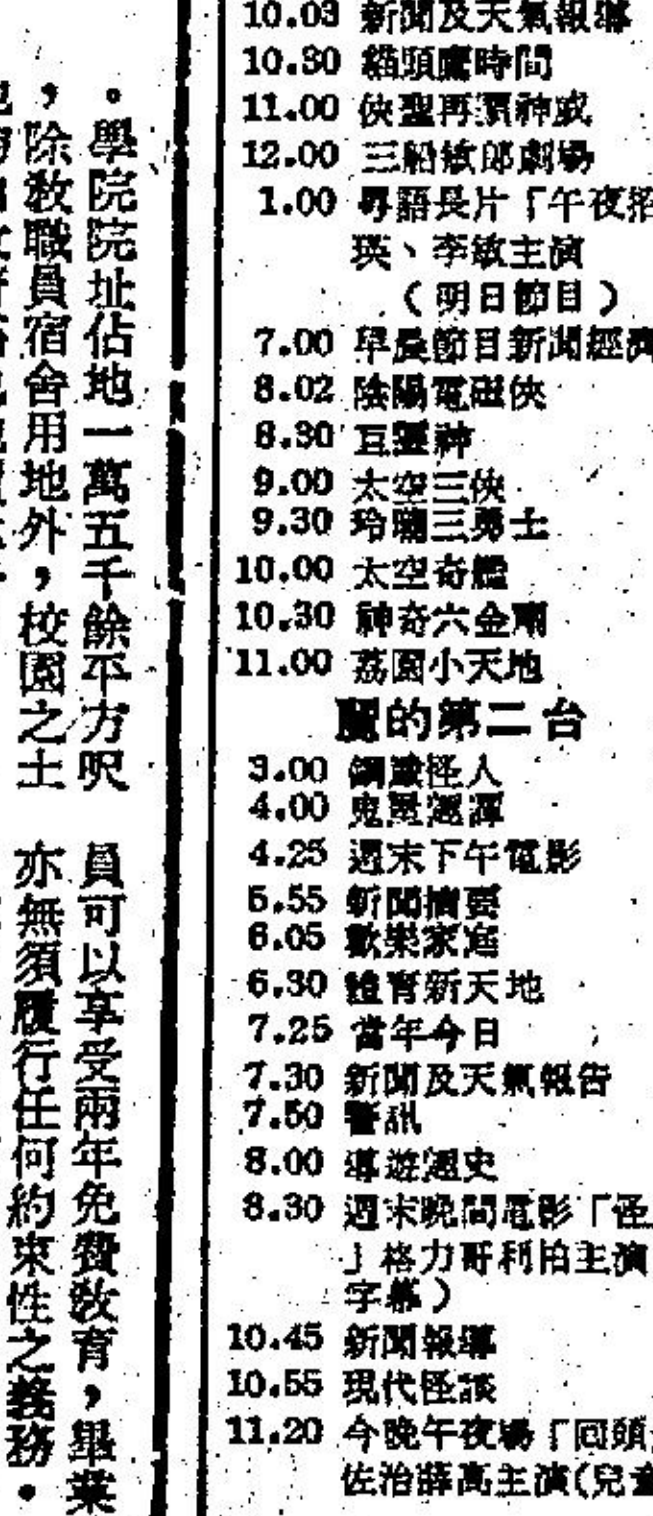 10.03 新聞及天氣報導
10.30 貓頭鷹時間
11.00 俠聖再顯神威
12.00 三船敏郎劇場
1.00 粵語長片「午夜招
瑛、李敏主演
(明日節目)
7.00 早晨節目新聞經濟
8.02 陰陽電磁俠
8.30 巨靈神
9.00 太空三俠
9.30 玲瓏三勇士
10.00 太空奇艦
10.30 神奇六金剛
11.00 荔園小天地
麗的第二台
3.00 鋼鐵怪人
4.00
4.25 週末下午電影
5.55 新聞摘要
6.05 歡樂家庭
6.30 體育新天地
7.25 當年今日
7.30 新聞及天氣報告
7.50 警訊
8.00 導遊
8.30 週末晚間電影「怪
」格力哥利柏主演
字幕)
10.45 新聞報導
10.55 現代怪談
11.20 今晚午夜場「回頭
佐治薛高主演(兒童
。學院院址佔地一萬五千餘平方呎
,除教職員宿舍用地外,校園之土
員可以享受兩年免費教育,畢業
亦無須履行任何約束性之義務。